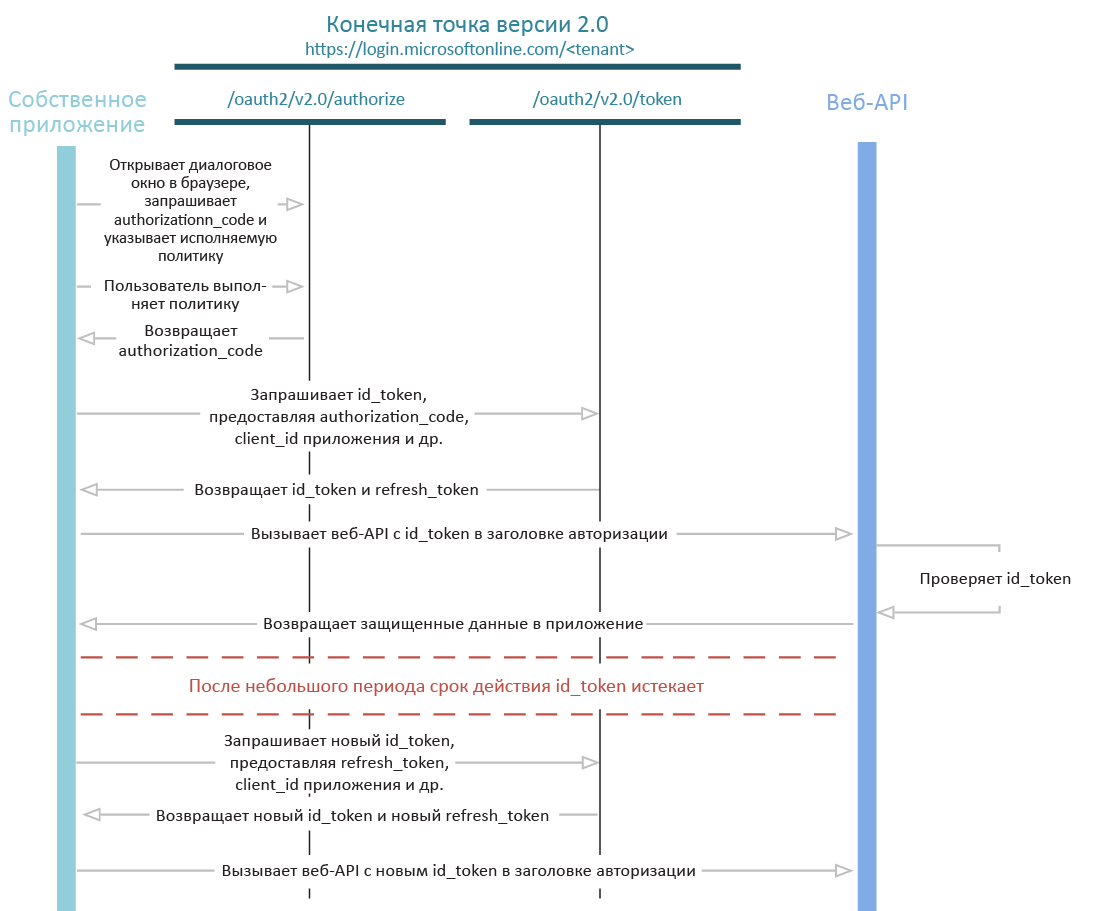 Конечная точка версии 2.0
https://login.microsoftonline.com/<tenant>
Собственное
приложение
/oauth2/v2.0/authorize
/oauth2/v2.0/token
Веб-API
Открывает диалоговое
окно в браузере,
запрашивает
authorizationn_code и
указывает исполняемую
политику
Пользователь выпол-
няет политику
Возвращает
authorization_code
Запрашивает id_token,
предоставляя authorization_code,
client_id приложения и др.
Возвращает id_token и refresh_token
Вызывает веб-API с id_token в заголовке авторизации
Проверяет id_token
Возвращает защищенные данные в приложение
После небольшого периода срок действия id_token истекает
Запрашивает новый id_token,
предоставляя refresh_token,
client_id приложения и др.
Возвращает новый id_token и новый refresh_token
Вызывает веб-API с новым id_token в заголовке авторизации